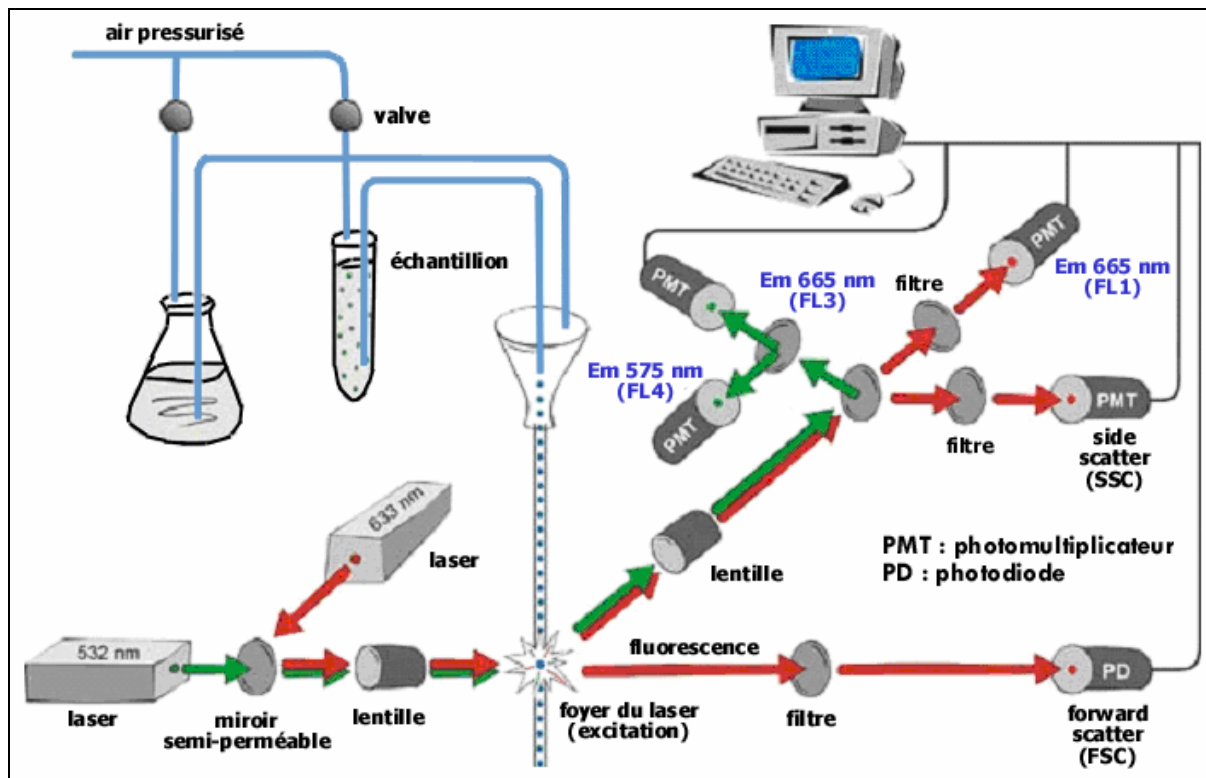 air pressurisé
valve
échantillion
PMT
PMT
Em 665 nm
(FL3)
filtre
Em 665 nm
(FL1)
Em 575 nm
(FL4)
PMT
filtre
PMT
side
scatter
(SSC)
633 nm
laser
lentille
PMT : photomultiplicateur
PD : photodiode
532 nm
laser
miroir
semi-perméable
lentille
fluorescence
foyer du laser
(excitation)
filtre
PD
forward
scatter
(FSC)